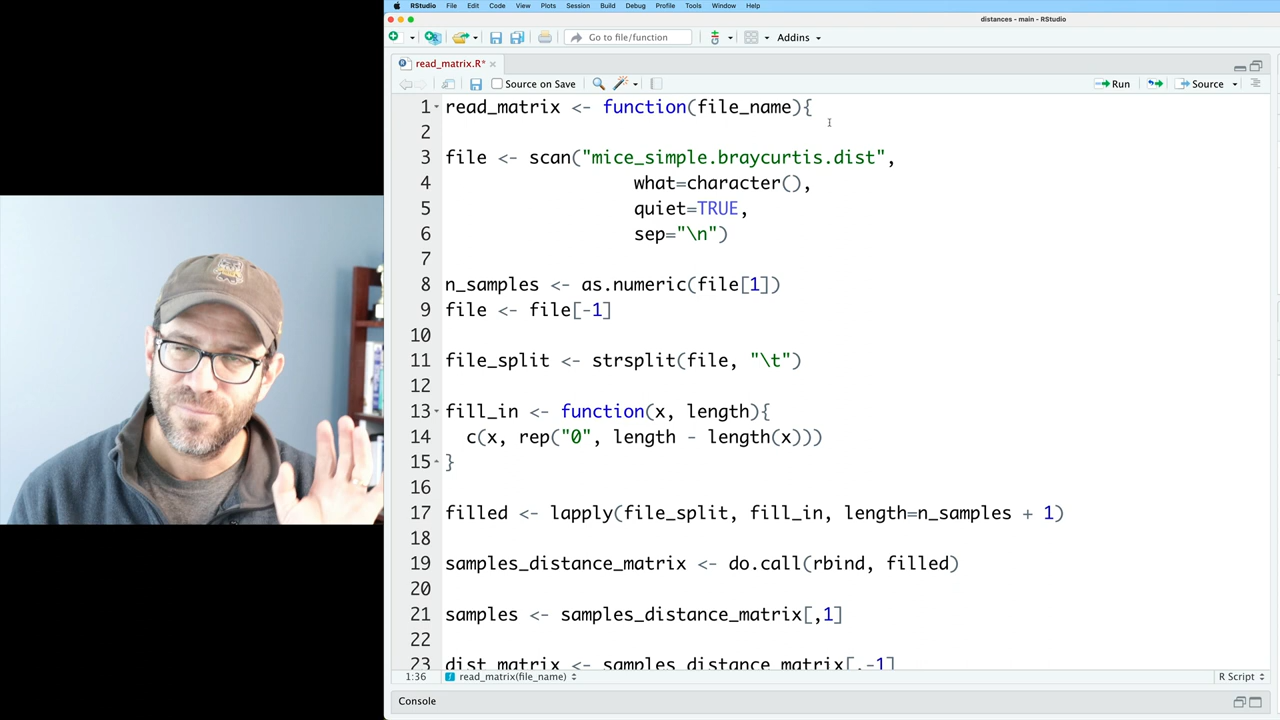 RStudio File Edit Code View Plots Session Build Debug Profile Tools Window Help
distances - main - RStudio
Go to file/function
Addins
read_matrix.R*
Source on Save
Run
Source
1 read_matrix <- function(file_name){
2
3 file <- scan("mice_simple.braycurtis.dist",
4 what=character(),
5 quiet=TRUE,
6 sep="\n")
7
8 n_samples <- as.numeric(file[1])
9 file <- file[-1]
10
11 file_split <- strsplit(file, "\t")
12
13 fill_in <- function(x, length){
14 c(x, rep("0", length - length(x)))
15 }
16
17 filled <- lapply(file_split, fill_in, length=n_samples + 1)
18
19 samples_distance_matrix <- do.call(rbind, filled)
20
21 samples <- samples_distance_matrix[,1]
22
23 dist_matrix <- samples_distance_matrix[,-1]
1:36 read_matrix(file_name) R Script
Console